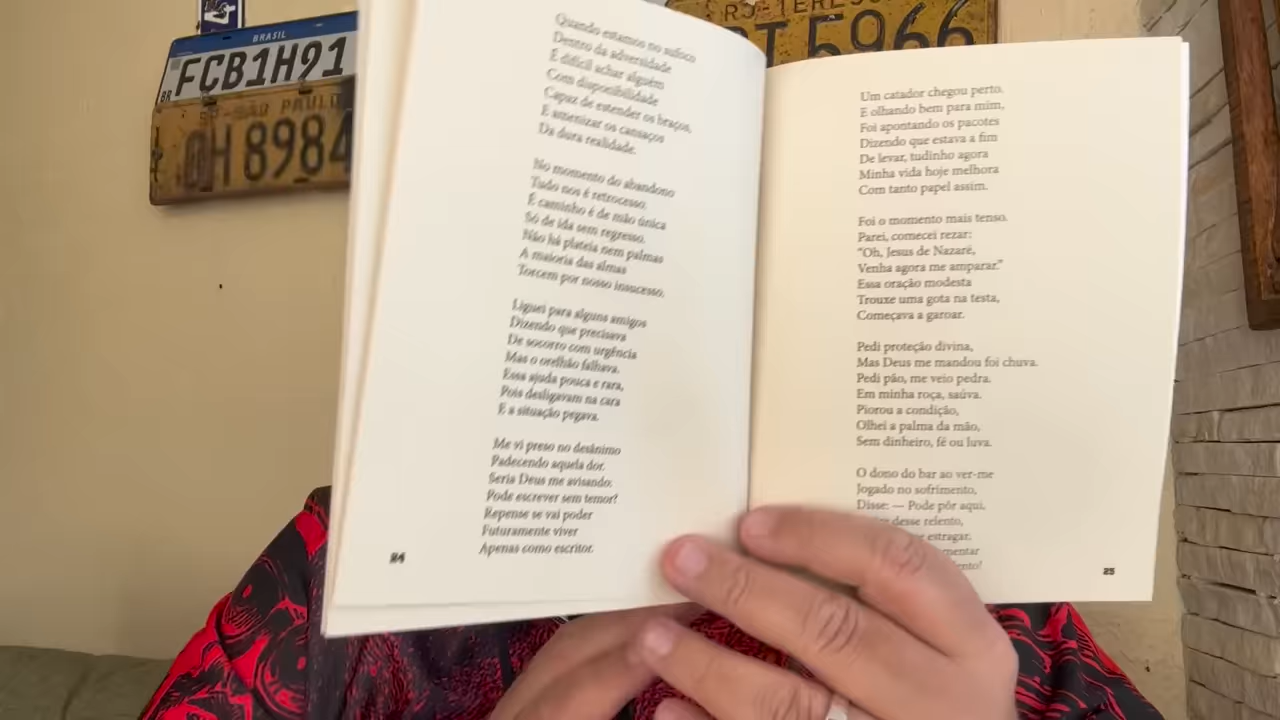 BRASIL
FCB1H91
BR
SP-SÃO PAULO
QH8984
RJ-TERESÓ
5966
Quando estamos no sufoco
Dentro da adversidade
É difícil achar alguém
Com disponibilidade
Capaz de estender os braços,
E amenizar os cansaços
Da dura realidade.
No momento do abandono
Tudo nos é retrocesso.
É caminho é de mão única
Só de ida sem regresso.
Não há plateia nem palmas
A maioria das almas
Torcem por nosso insucesso.
Liguei para alguns amigos
Dizendo que precisava
De socorro com urgência
Mas o orelhão falhava.
Essa ajuda pouca e rara,
Pois desligavam na cara
E a situação pegava.
Me vi preso no desânimo
Padecendo aquela dor.
Seria Deus me avisando:
Pode escrever sem temor?
Repense se vai poder
Futuramente viver
Apenas como escritor.
24
Um catador chegou perto.
E olhando bem para mim,
Foi apontando os pacotes
Dizendo que estava a fim
De levar, tudinho agora
Minha vida hoje melhora
Com tanto papel assim.
Foi o momento mais tenso.
Parei, comecei rezar:
"Oh, Jesus de Nazaré,
Venha agora me amparar."
Essa oração modesta
Trouxe uma gota na testa,
Começava a garoar.
Pedi proteção divina,
Mas Deus me mandou foi chuva.
Pedi pão, me veio pedra.
Em minha roça, saúva.
Piorou a condição,
Olhei a palma da mão,
Sem dinheiro, fé ou luva.
O dono do bar ao ver-me
Jogado no sofrimento,
Disse: — Pode pôr aqui,
desse relento,
estragar.
25